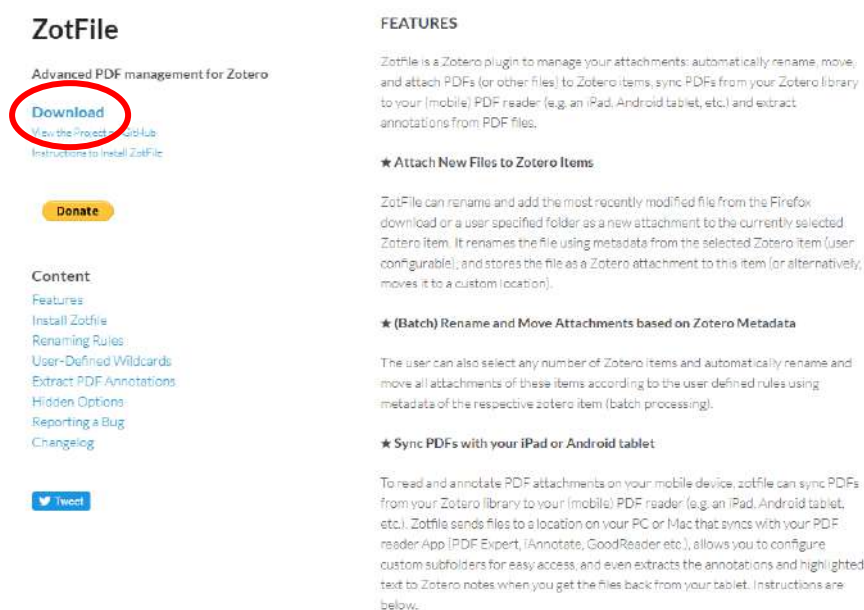 ZotFile
Advanced PDF management for Zotero
Download
View the Project on GitHub
Instructions to Install ZotFile
Donate
Content
Features
Install Zotfile
Renaming Rules
User-Defined Wildcards
Extract PDF Annotations
Hidden Options
Reporting a Bug
Changelog
Tweet
FEATURES
Zotfile is a Zotero plugin to manage your attachments: automatically rename, move,
and attach PDFs (or other files) to Zotero items, sync PDFs from your Zotero library
to your (mobile) PDF reader (e.g. an iPad, Android tablet, etc.) and extract
annotations from PDF files.
★ Attach New Files to Zotero Items
ZotFile can rename and add the most recently modified file from the Firefox
download or a user specified folder as a new attachment to the currently selected
Zotero item. It renames the file using metadata from the selected Zotero item (user
configurable), and stores the file as a Zotero attachment to this item (or alternatively,
moves it to a custom location).
★ (Batch) Rename and Move Attachments based on Zotero Metadata
The user can also select any number of Zotero items and automatically rename and
move all attachments of these items according to the user defined rules using
metadata of the respective zotero item (batch processing).
★ Sync PDFs with your iPad or Android tablet
To read and annotate PDF attachments on your mobile device, zotfile can sync PDFs
from your Zotero library to your (mobile) PDF reader (e.g. an iPad, Android tablet,
etc.). Zotfile sends files to a location on your PC or Mac that syncs with your PDF
reader App (PDF Expert, iAnnotate, GoodReader etc.), allows you to configure
custom subfolders for easy access, and even extracts the annotations and highlighted
text to Zotero notes when you get the files back from your tablet. Instructions are
below.